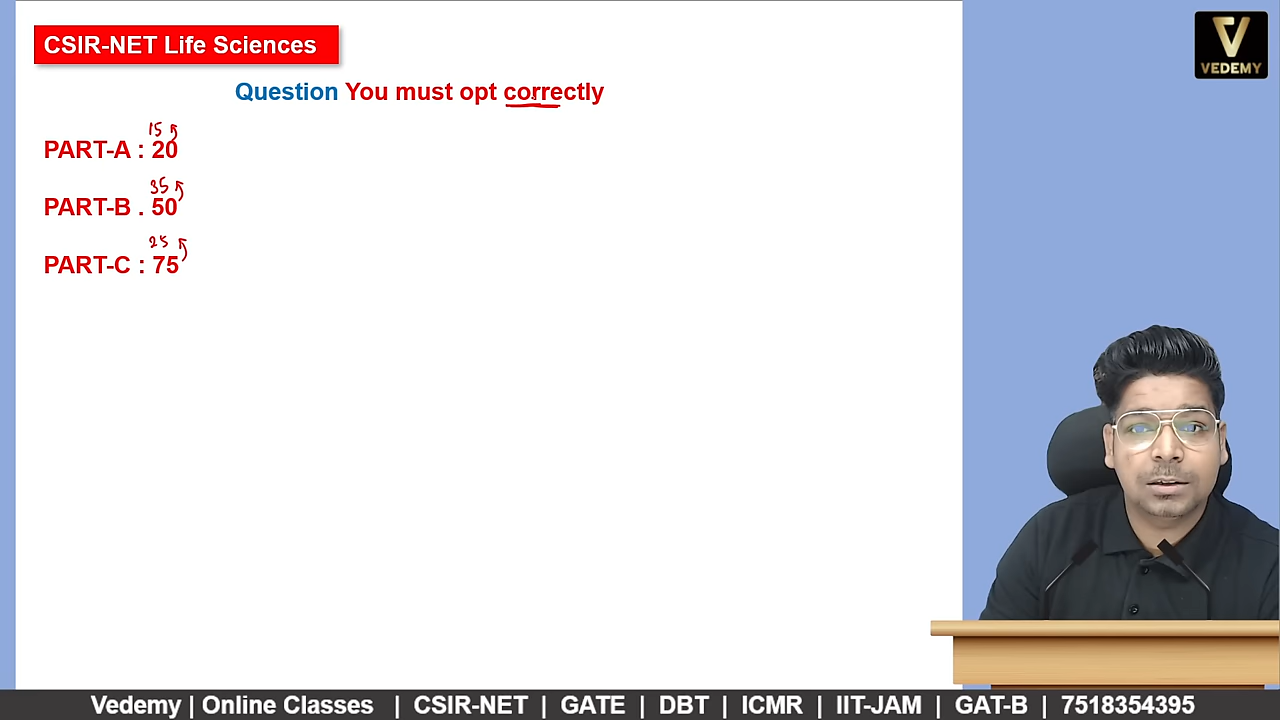 CSIR-NET Life Sciences
Question You must opt correctly
15
PART-A : 20
35
PART-B . 50
25
PART-C : 75
V
VEDEMY
Vedemy | Online Classes | CSIR-NET | GATE | DBT | ICMR | IIT-JAM | GAT-B | 7518354395